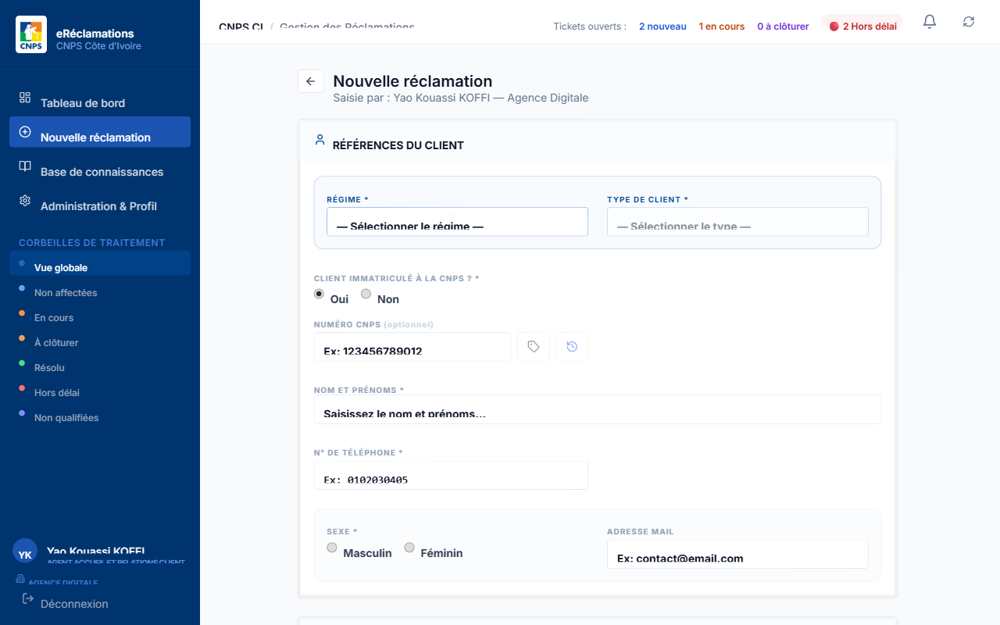 CNPS
eRéclamations
CNPS Côte d'Ivoire
Tableau de bord
Nouvelle réclamation
Base de connaissances
Administration & Profil
CORBEILLES DE TRAITEMENT
Vue globale
Non affectées
En cours
À clôturer
Résolu
Hors délai
Non qualifiées
YK
Yao Kouassi KOFFI
AGENT ACCUEIL ET RELATIONS CLIENT
AGENCE DIGITALE
Déconnexion
CNPS CI / Gestion des Réclamations
Tickets ouverts : 2 nouveau 1 en cours 0 à clôturer 2 Hors délai
Nouvelle réclamation
Saisie par : Yao Kouassi KOFFI — Agence Digitale
RÉFÉRENCES DU CLIENT
RÉGIME * TYPE DE CLIENT *
— Sélectionner le régime — — Sélectionner le type —
CLIENT IMMATRICULÉ À LA CNPS ? *
Oui Non
NUMÉRO CNPS (optionnel)
Ex: 123456789012
NOM ET PRÉNOMS *
Saisissez le nom et prénoms...
N° DE TÉLÉPHONE *
Ex: 0102030405
SEXE * ADRESSE MAIL
Masculin Féminin Ex: contact@email.com